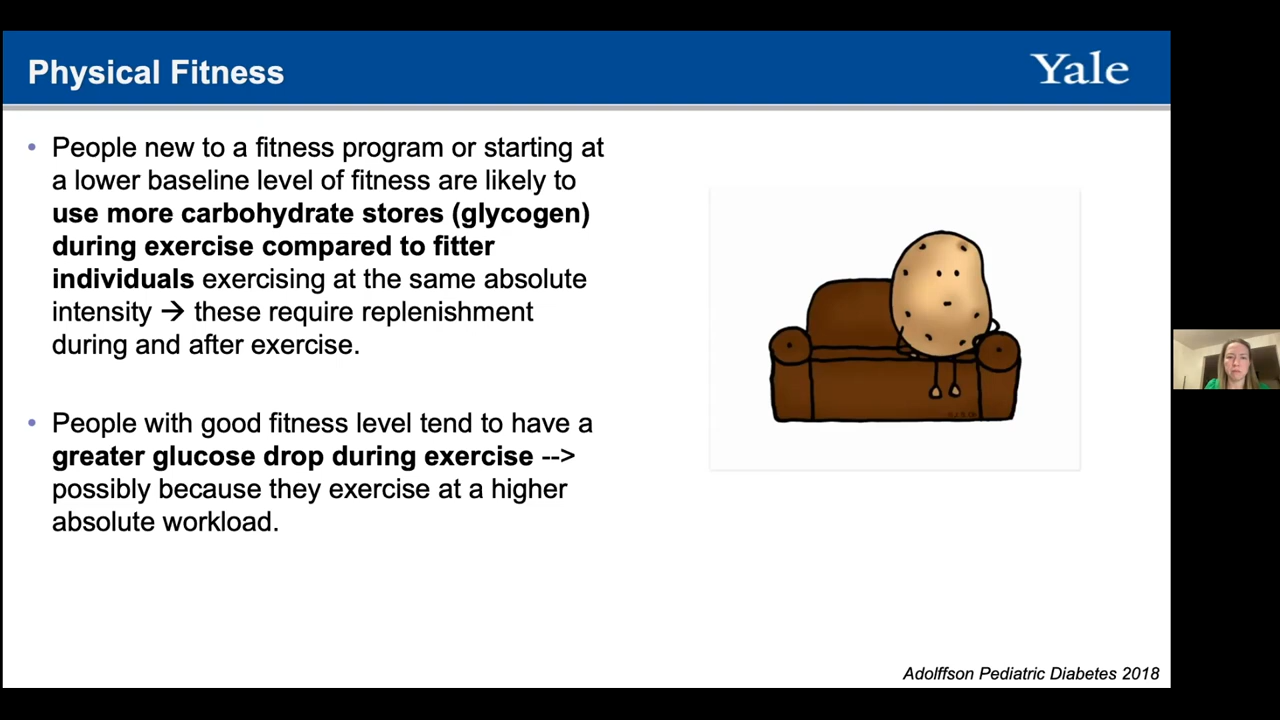 Physical Fitness
Yale
• People new to a fitness program or starting at
a lower baseline level of fitness are likely to
use more carbohydrate stores (glycogen)
during exercise compared to fitter
individuals exercising at the same absolute
intensity → these require replenishment
during and after exercise.
• People with good fitness level tend to have a
greater glucose drop during exercise -->
possibly because they exercise at a higher
absolute workload.
Adolffson Pediatric Diabetes 2018